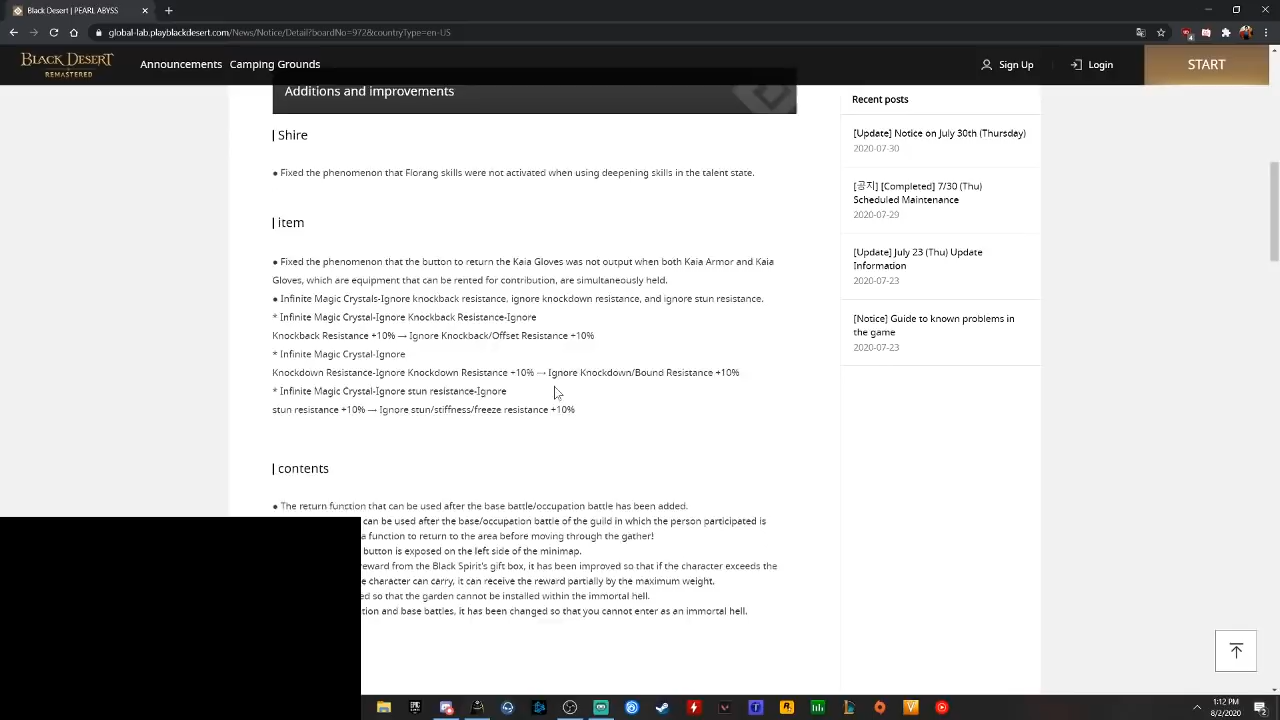 Black Desert | PEARL ABYSS
global-lab.playblackdesert.com/News/Notice/Detail?boardNo=972&countryType=en-US
BLACK DESERT
REMASTERED
Announcements
Camping Grounds
Sign Up
Login
START
Additions and improvements
| Shire
● Fixed the phenomenon that Florang skills were not activated when using deepening skills in the talent state.
| item
● Fixed the phenomenon that the button to return the Kaia Gloves was not output when both Kaia Armor and Kaia
Gloves, which are equipment that can be rented for contribution, are simultaneously held.
● Infinite Magic Crystals-Ignore knockback resistance, ignore knockdown resistance, and ignore stun resistance.
* Infinite Magic Crystal-Ignore Knockback Resistance-Ignore
Knockback Resistance +10% → Ignore Knockback/Offset Resistance +10%
* Infinite Magic Crystal-Ignore
Knockdown Resistance-Ignore Knockdown Resistance +10% → Ignore Knockdown/Bound Resistance +10%
* Infinite Magic Crystal-Ignore stun resistance-Ignore
stun resistance +10% → Ignore stun/stiffness/freeze resistance +10%
| contents
● The return function that can be used after the base battle/occupation battle has been added.
can be used after the base/occupation battle of the guild in which the person participated is
a function to return to the area before moving through the gather!
button is exposed on the left side of the minimap.
reward from the Black Spirit's gift box, it has been improved so that if the character exceeds the
e character can carry, it can receive the reward partially by the maximum weight.
ed so that the garden cannot be installed within the immortal hell.
tion and base battles, it has been changed so that you cannot enter as an immortal hell.
Recent posts
[Update] Notice on July 30th (Thursday)
2020-07-30
[공지] [Completed] 7/30 (Thu)
Scheduled Maintenance
2020-07-29
[Update] July 23 (Thu) Update
Information
2020-07-23
[Notice] Guide to known problems in
the game
2020-07-23
1:12 PM
8/2/2020